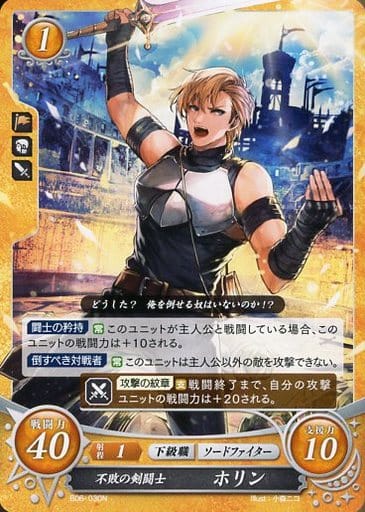 1
どうした? 俺を倒せる奴はいないのか!?
闘士の矜持 常 このユニットが主人公と戦闘している場合、この
ユニットの戦闘力は+10される。
倒すべき対戦者 常 このユニットは主人公以外の敵を攻撃できない。
攻撃の紋章 支 戦闘終了まで、自分の攻撃
ユニットの戦闘力は+20される。
戦闘力
40
射程 1 下級職 ソードファイター
支援力
10
不敗の剣闘士 ホリン
B06-030N
Illust:小森ニコ